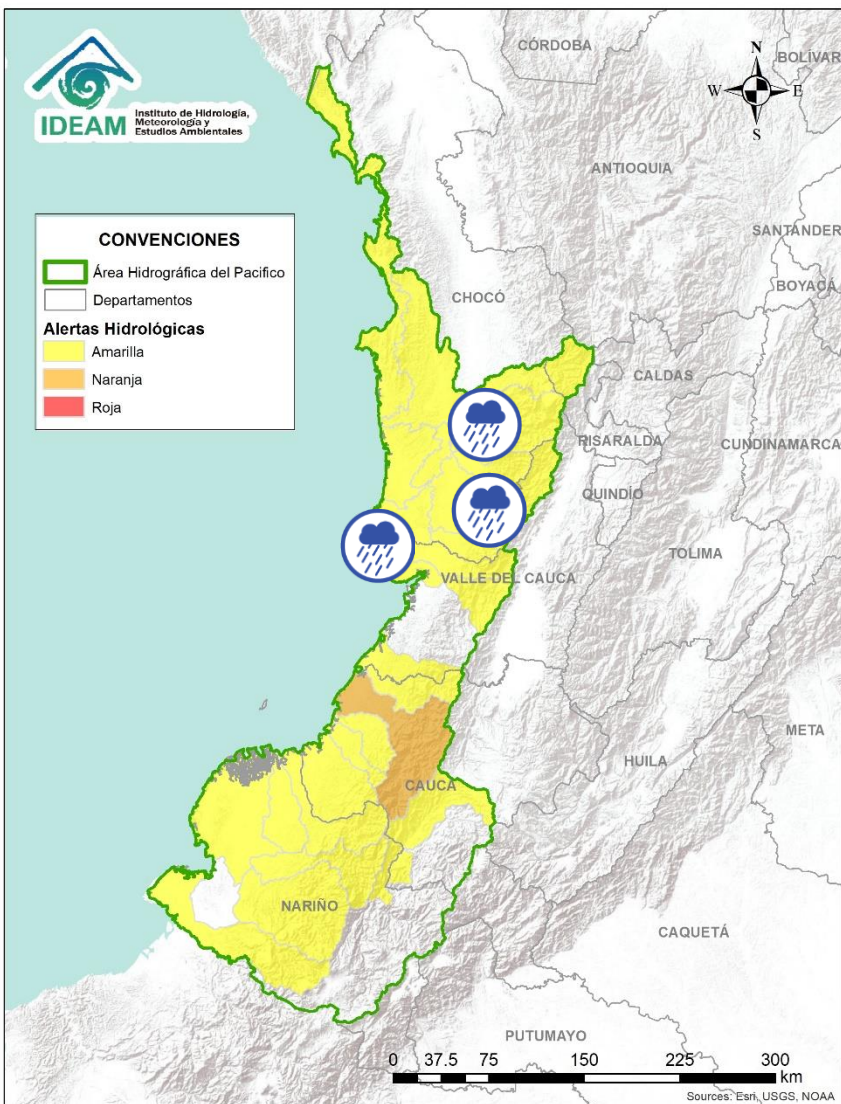 IDEAM
Instituto de Hidrología,
Meteorología y
Estudios Ambientales
CÓRDOBA
BOLÍVAR
N
W
E
S
ANTIOQUIA
SANTANDER
BOYACÁ
CONVENCIONES
Área Hidrográfica del Pacifico
Departamentos
Alertas Hidrológicas
Amarilla
Naranja
Roja
CHOCÓ
CALDAS
RISARALDA
CUNDINAMARCA
QUINDÍO
TOLIMA
VALLE DEL CAUCA
META
HUILA
CAUCA
NARIÑO
CAQUETÁ
PUTUMAYO
0 37.5 75 150 225 300
km
Sources: Esri, USGS, NOAA